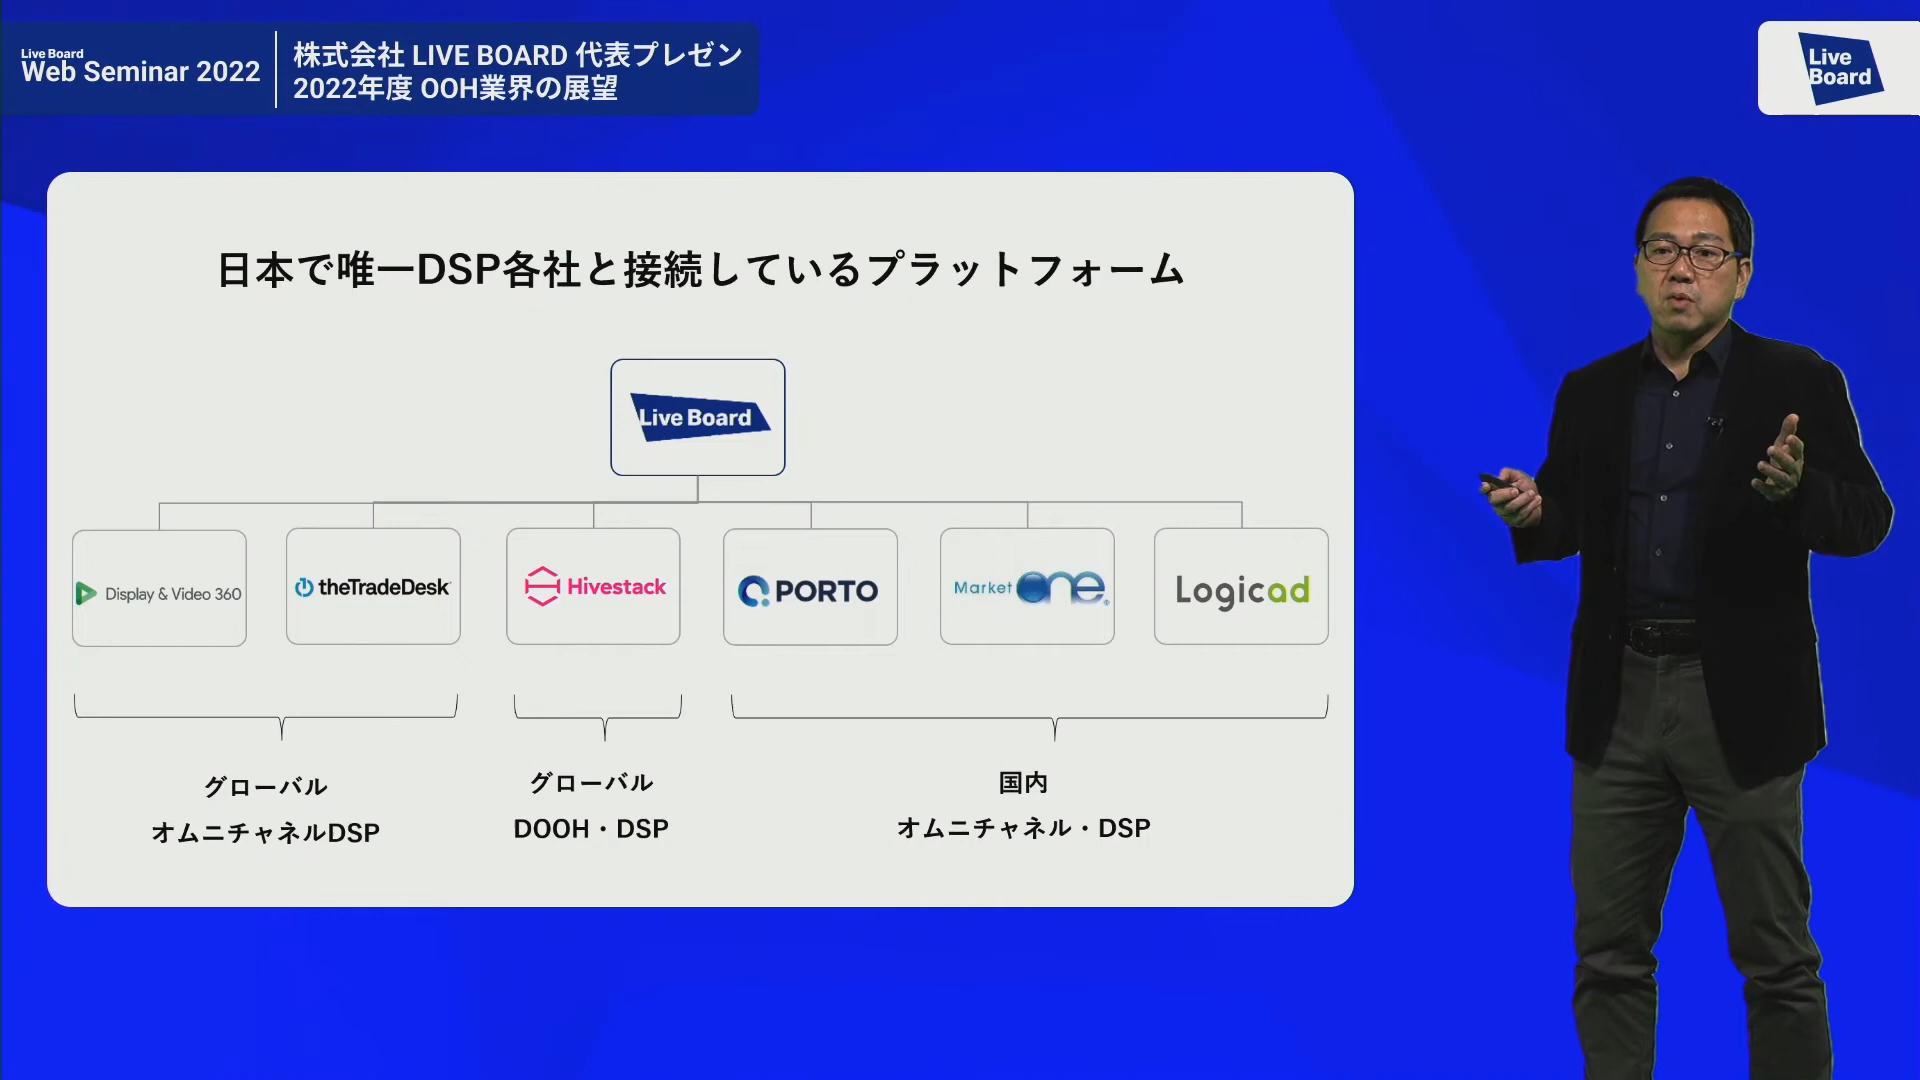 Live Board
Web Seminar 2022
株式会社 LIVE BOARD 代表プレゼン
2022年度 OOH業界の展望
Live
Board
日本で唯一DSP各社と接続しているプラットフォーム
Live Board
Display & Video 360
theTradeDesk
Hivestack
PORTO
Market one®
Logicad
グローバル
オムニチャネルDSP
グローバル
DOOH・DSP
国内
オムニチャネル・DSP